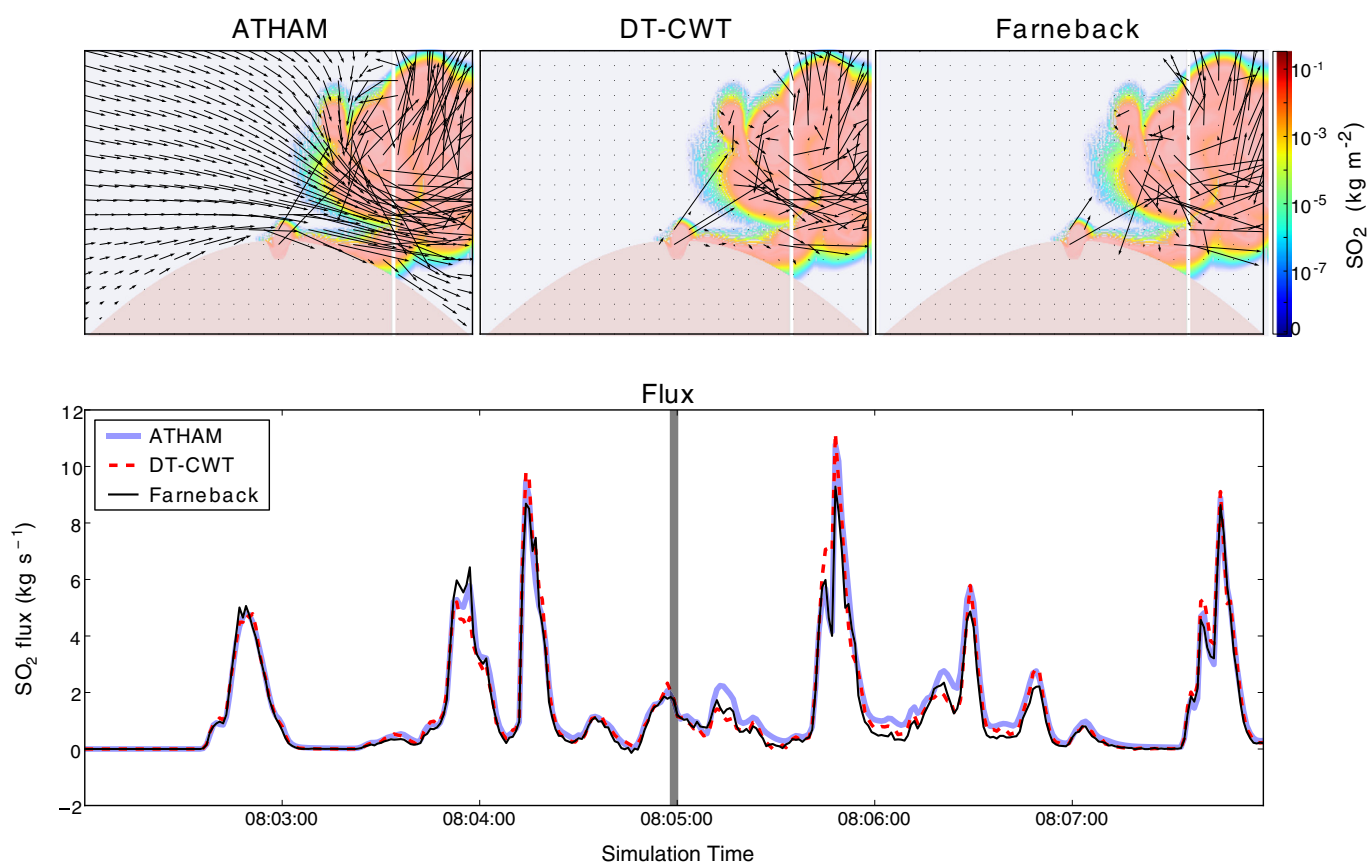 ATHAM DT-CWT Farneback
10⁻¹
10⁻³
10⁻⁵
10⁻⁷
0
SO₂ (kg m⁻²)
Flux
12
10
8
6
4
2
0
−2
SO₂ flux (kg s⁻¹)
ATHAM
DT-CWT
Farneback
08:03:00 08:04:00 08:05:00 08:06:00 08:07:00
Simulation Time